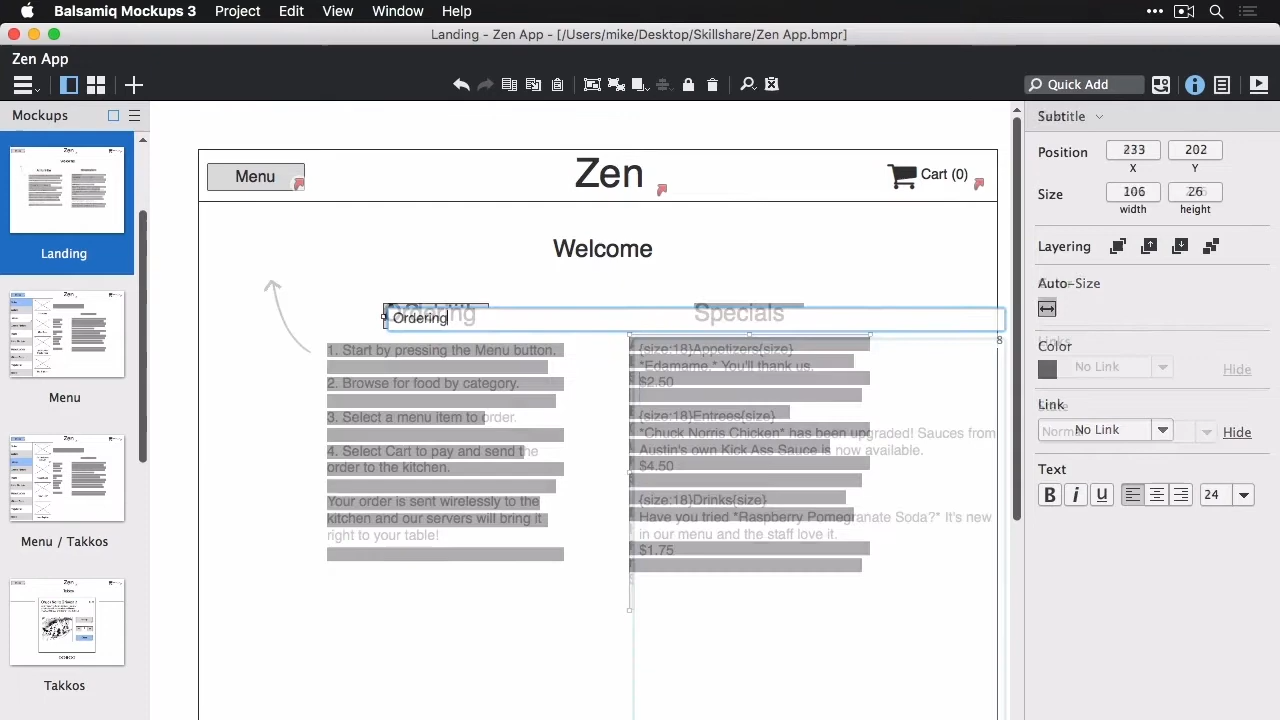 Balsamiq Mockups 3 Project Edit View Window Help
Landing - Zen App - [/Users/mike/Desktop/Skillshare/Zen App.bmpr]
Zen App
Quick Add
Mockups
Landing
Menu
Menu / Takkos
Takkos
Menu
Zen
Cart (0)
Welcome
Ordering
Ordering
1. Start by pressing the Menu button.
2. Browse for food by category.
3. Select a menu item to order.
4. Select Cart to pay and send the
order to the kitchen.
Your order is sent wirelessly to the
kitchen and our servers will bring it
right to your table!
Specials
{size:18}Appetizers{size}
*Edamame.* You'll thank us.
$2.50
{size:18}Entrees{size}
*Chuck Norris Chicken* has been upgraded! Sauces from
Austin's own Kick Ass Sauce is now available.
$4.50
{size:18}Drinks{size}
Have you tried *Raspberry Pomegranate Soda?* It's new
in our menu and the staff love it.
$1.75
8
Subtitle
Position 233 202
X Y
Size 106 26
width height
Layering
Auto-Size
Color
No Link Hide
Link
No Link Hide
Text
B i U 24